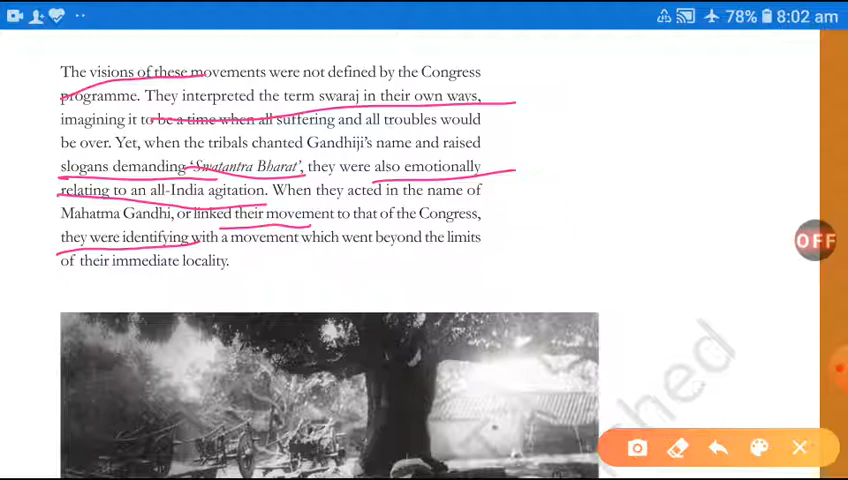 78% 8:02 am
The visions of these movements were not defined by the Congress
programme. They interpreted the term swaraj in their own ways,
imagining it to be a time when all suffering and all troubles would
be over. Yet, when the tribals chanted Gandhiji's name and raised
slogans demanding 'Swatantra Bharat', they were also emotionally
relating to an all-India agitation. When they acted in the name of
Mahatma Gandhi, or linked their movement to that of the Congress,
they were identifying with a movement which went beyond the limits
of their immediate locality.
OFF
shed